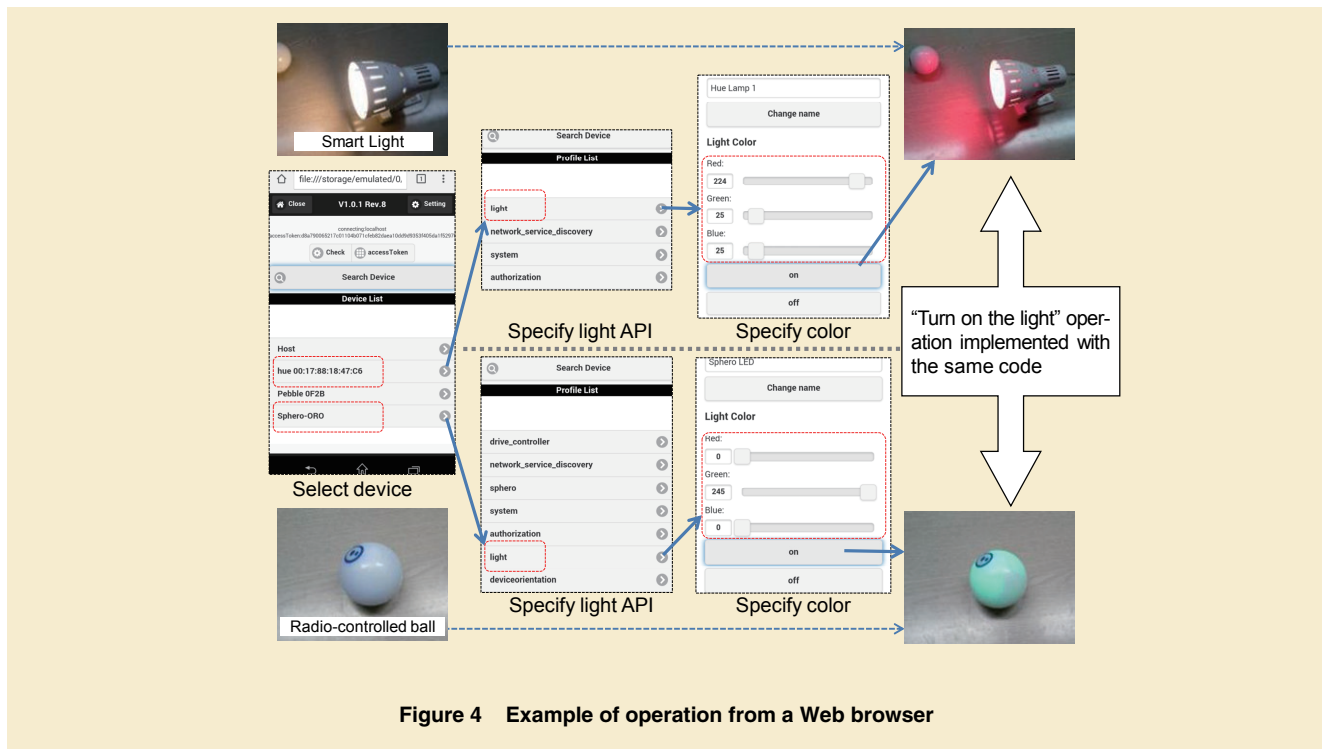 Smart Light
file:///storage/emulated/0.
1
Close
V1.0.1 Rev.8
Setting
connecting:localhost
Check
accessToken
Search Device
Device List
Host
hue 00:17:88:18:47:C6
Pebble 0F2B
Sphero-ORO
Select device
Radio-controlled ball
Search Device
Profile List
light
network_service_discovery
system
authorization
Specify light API
Hue Lamp 1
Change name
Light Color
Red:
224
Green:
25
Blue:
25
on
off
Specify color
Search Device
Profile List
drive_controller
network_service_discovery
sphero
system
authorization
light
deviceorientation
Specify light API
Sphero LED
Change name
Light Color
Red:
0
Green:
245
Blue:
0
on
off
Specify color
“Turn on the light” oper-
ation implemented with
the same code
Figure 4 Example of operation from a Web browser